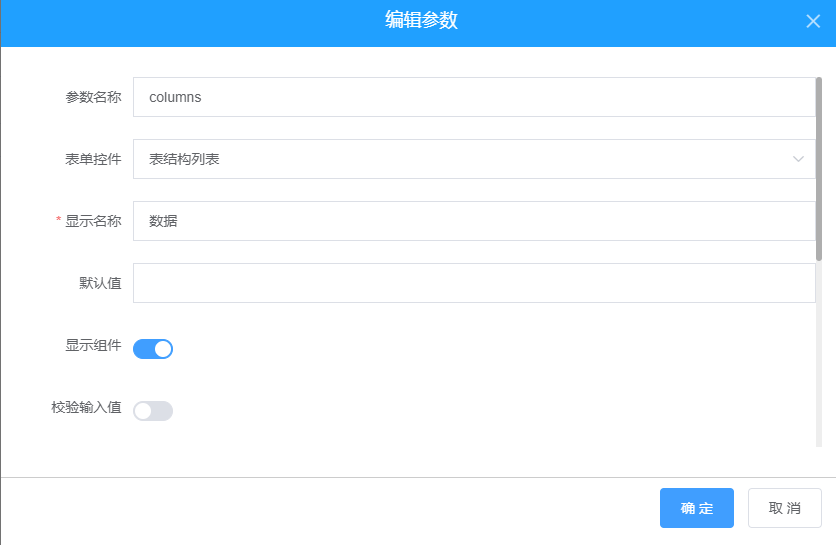 编辑参数
参数名称 columns
表单控件 表结构列表
* 显示名称 数据
默认值
显示组件
校验输入值
确 定 取 消